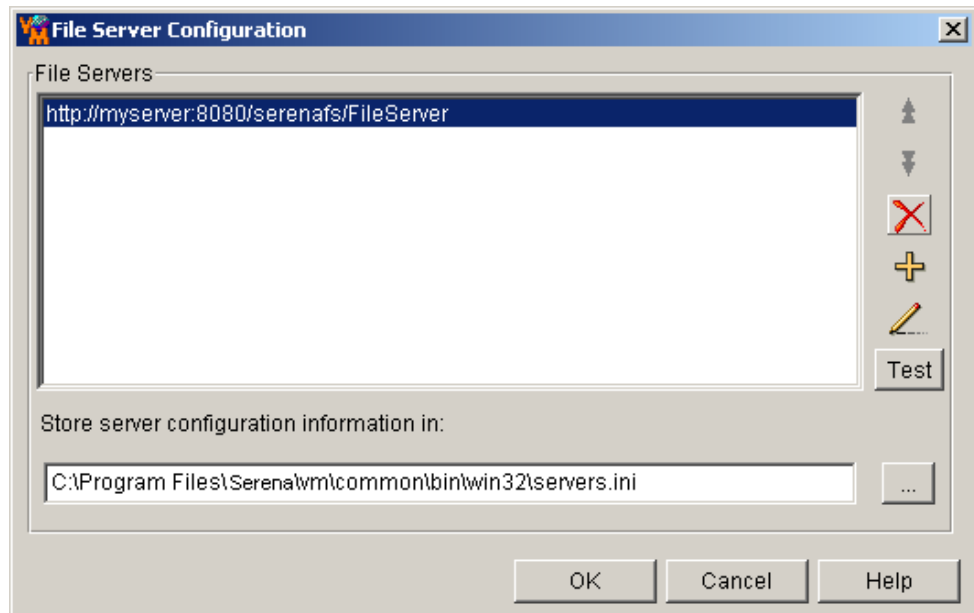 File Server Configuration
File Servers
http://myserver:8080/serenafs/FileServer
Test
Store server configuration information in:
C:\Program Files\Serena\vm\common\bin\win32\servers.ini
...
OK Cancel Help